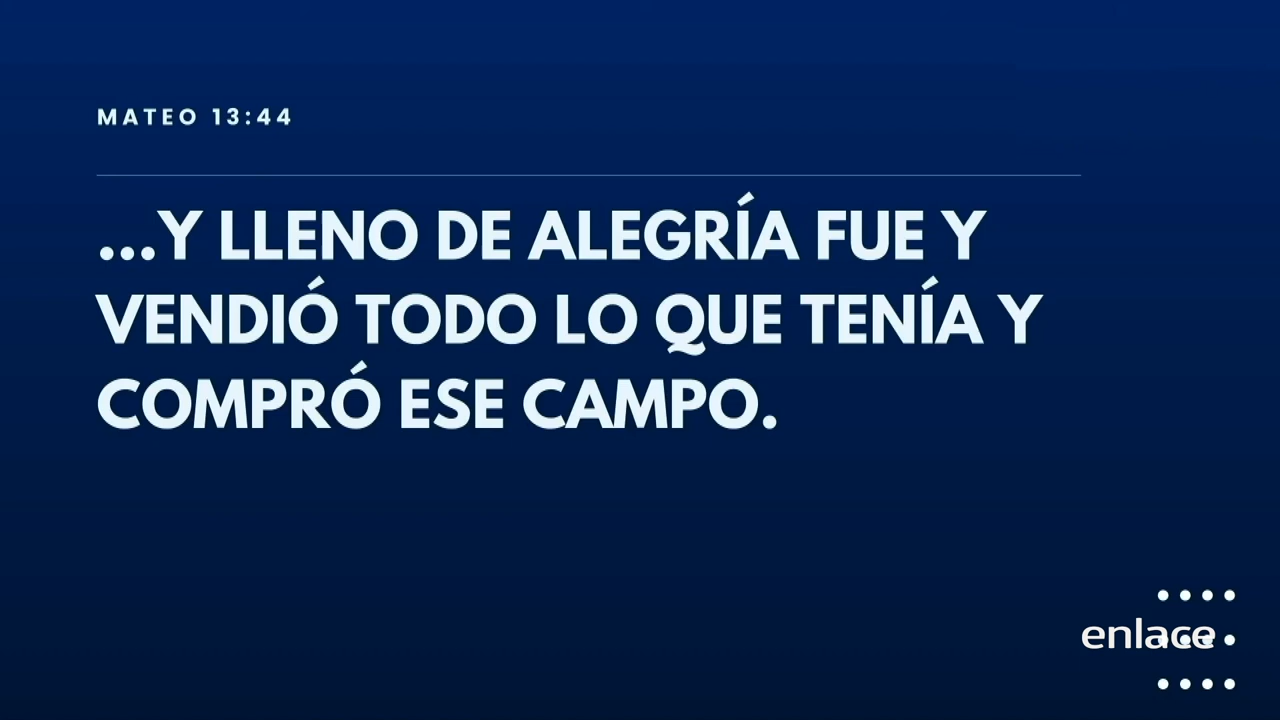 MATEO 13:44
...Y LLENO DE ALEGRÍA FUE Y
VENDIÓ TODO LO QUE TENÍA Y
COMPRÓ ESE CAMPO.
enlace